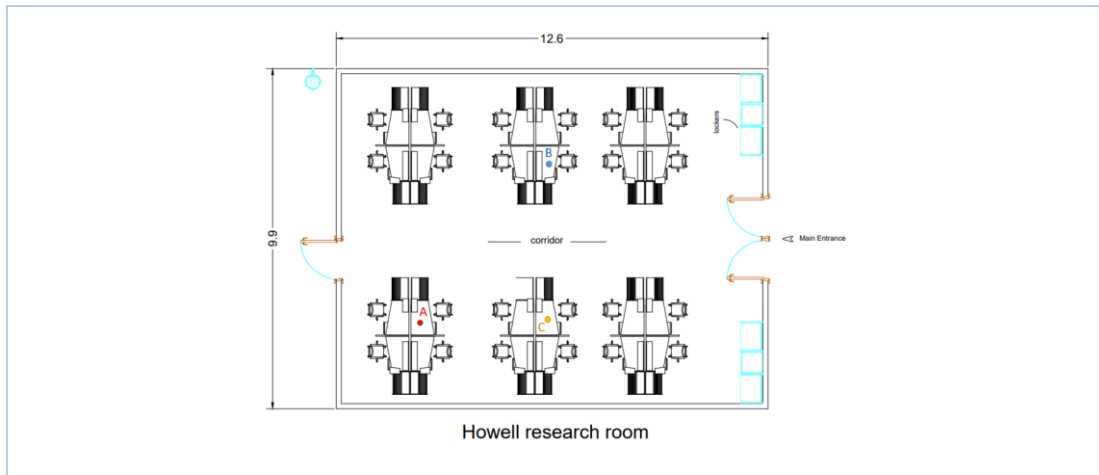 12.6
N
lockers
B
9.9
corridor
Main Entrance
A
C
Howell research room